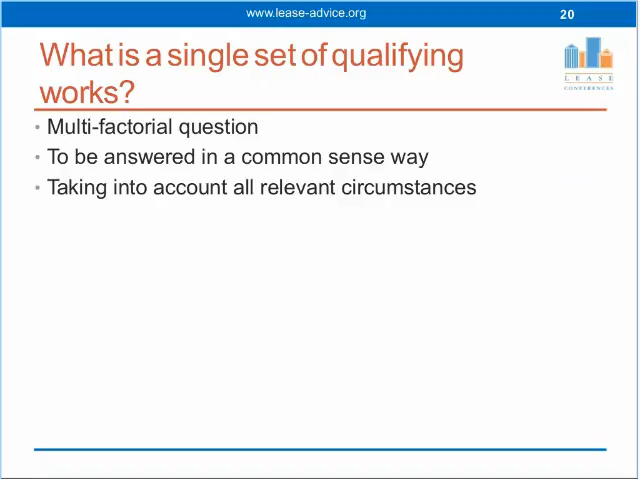 www.lease-advice.org
20
What is a single set of qualifying
works?
LEASE
CONFERENCES
• Multi-factorial question
• To be answered in a common sense way
• Taking into account all relevant circumstances